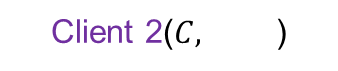 Client 2(C, )